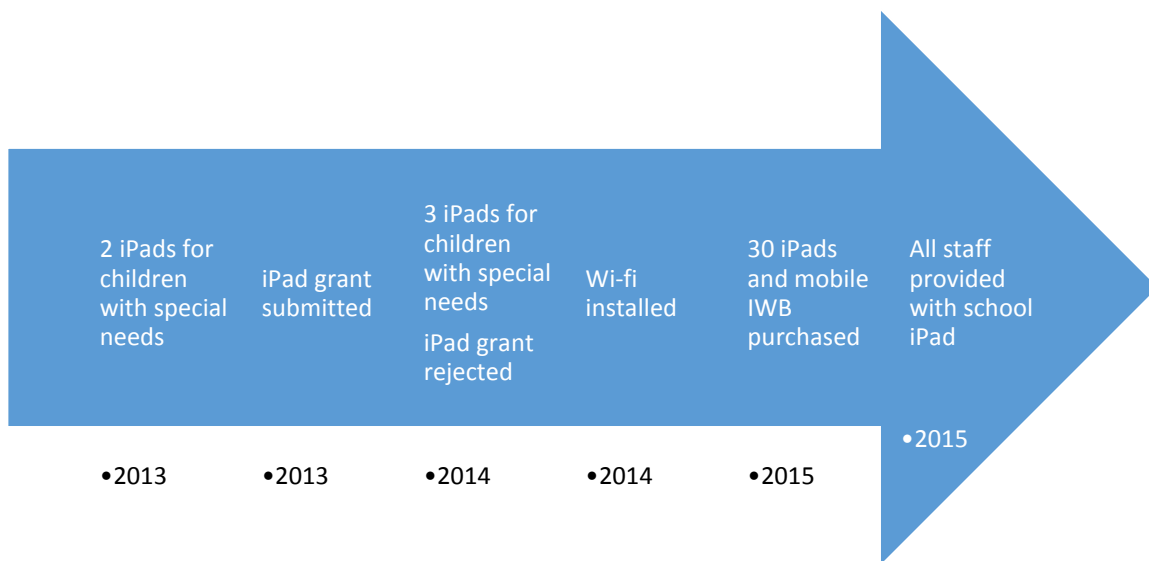 2 iPads for
children
with special
needs
iPad grant
submitted
3 iPads for
children
with special
needs
iPad grant
rejected
Wi-fi
installed
30 iPads
and mobile
IWB
purchased
All staff
provided
with school
iPad
•2013
•2013
•2014
•2014
•2015
•2015